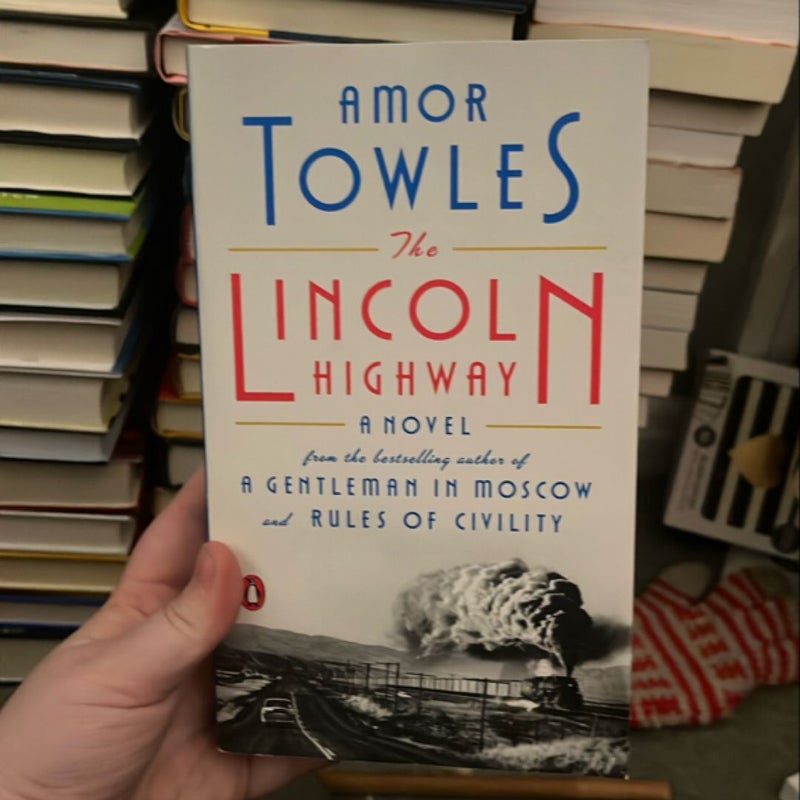 AMOR
TOWLES
The
LINCOLN
HIGHWAY
A NOVEL
from the bestselling author of
A GENTLEMAN IN MOSCOW
and RULES OF CIVILITY